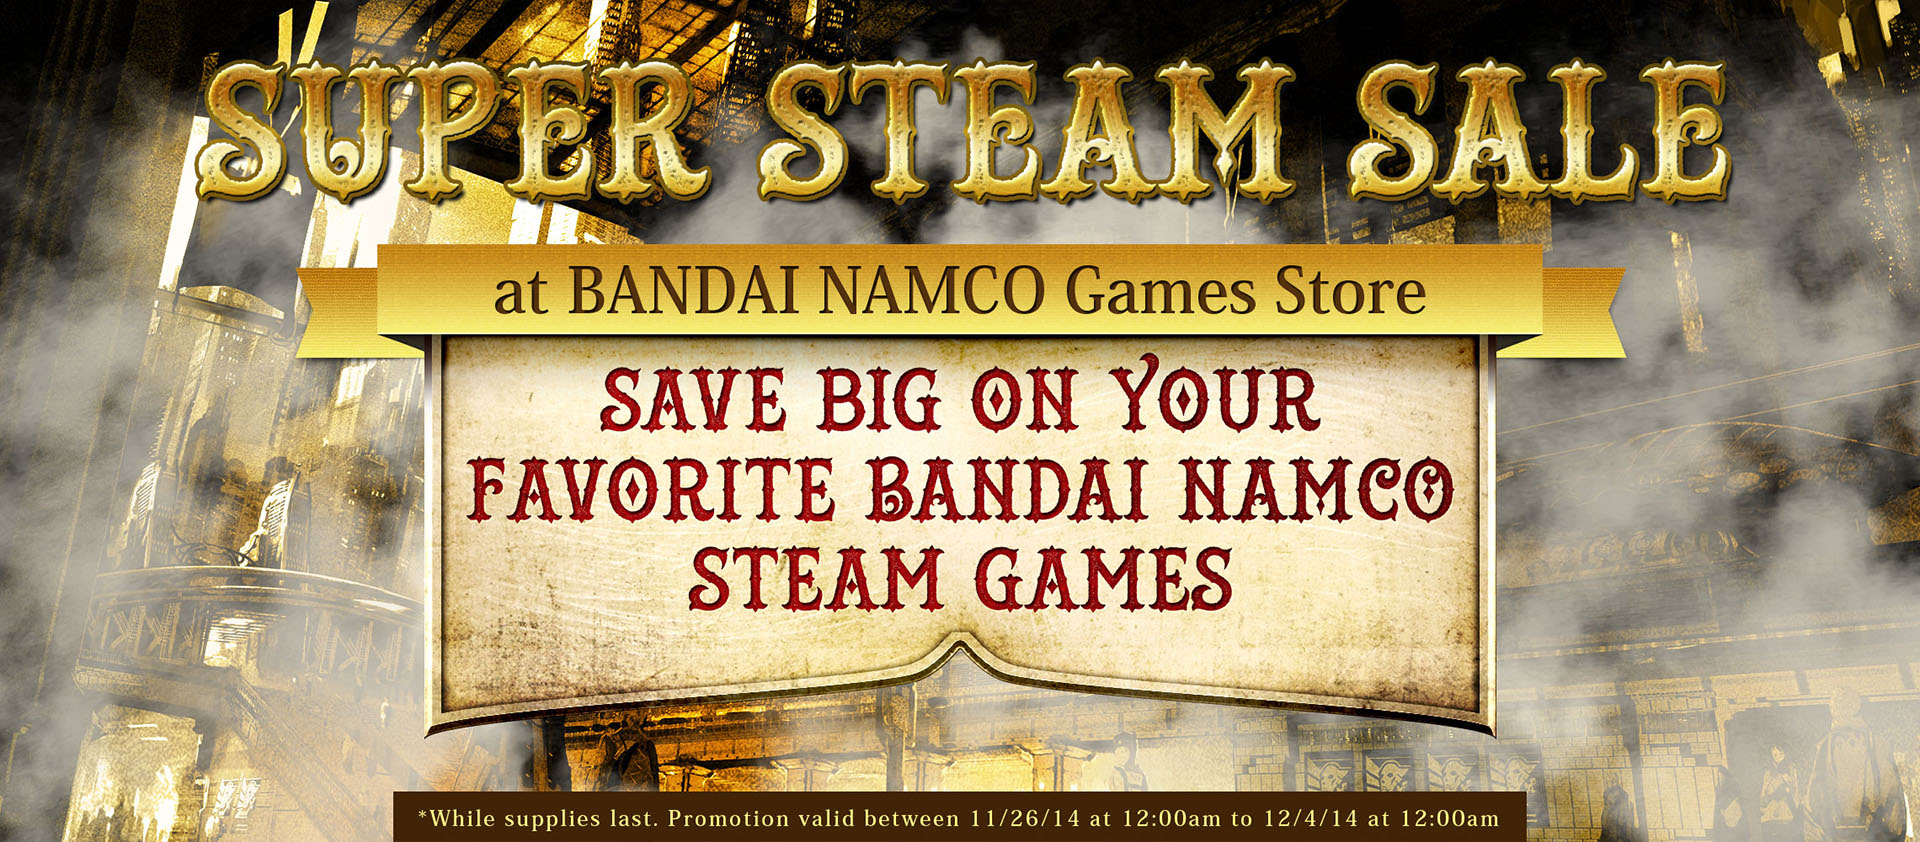 SUPER STEAM SALE
at BANDAI NAMCO Games Store
SAVE BIG ON YOUR
FAVORITE BANDAI NAMCO
STEAM GAMES
*While supplies last. Promotion valid between 11/26/14 at 12:00am to 12/4/14 at 12:00am